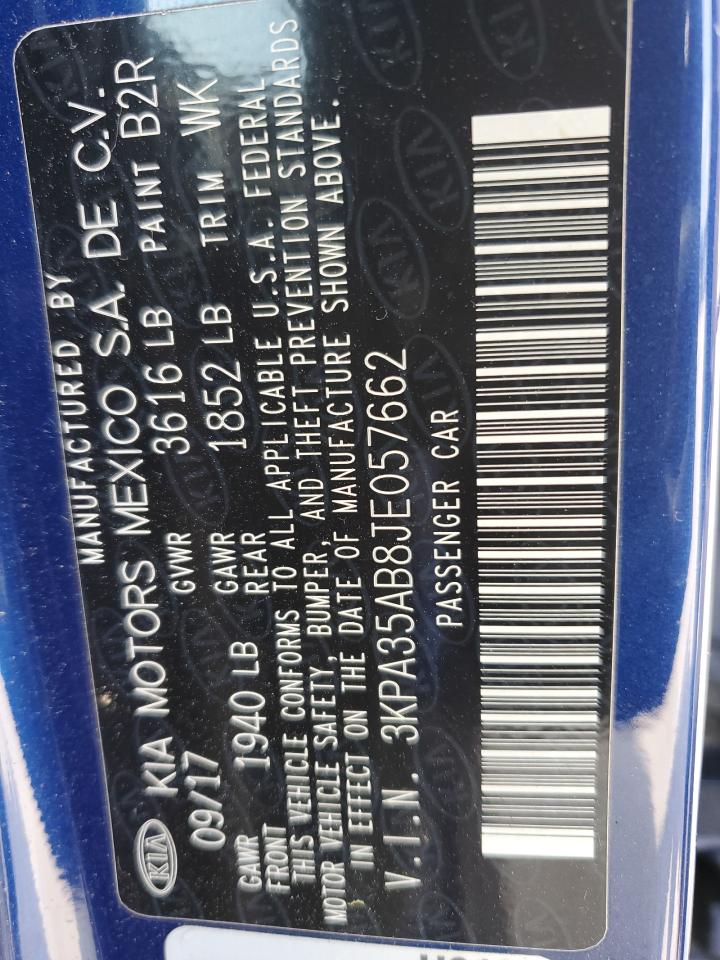 MANUFACTURED BY
KIA KIA MOTORS MEXICO S.A. DE C.V.
09/17 GVWR 3616 LB PAINT B2R
GAWR FRONT 1940 LB GAWR REAR 1852 LB TRIM WK
THIS VEHICLE CONFORMS TO ALL APPLICABLE U.S.A. FEDERAL
MOTOR VEHICLE SAFETY, BUMPER, AND THEFT PREVENTION STANDARDS
IN EFFECT ON THE DATE OF MANUFACTURE SHOWN ABOVE.
V.I.N. 3KPA35AB8JE057662
PASSENGER CAR